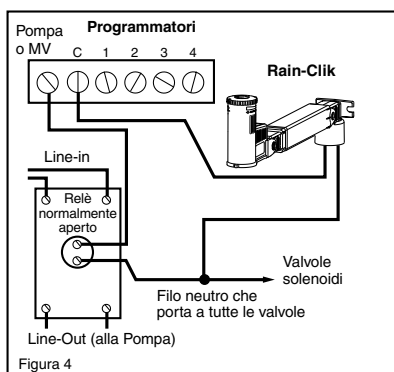 Pompa
o MV
Programmatori
C 1 2 3 4
Rain-Clik
Line-in
Relè
normalmente
aperto
Valvole
solenoidi
Filo neutro che
porta a tutte le valvole
Line-Out (alla Pompa)
Figura 4